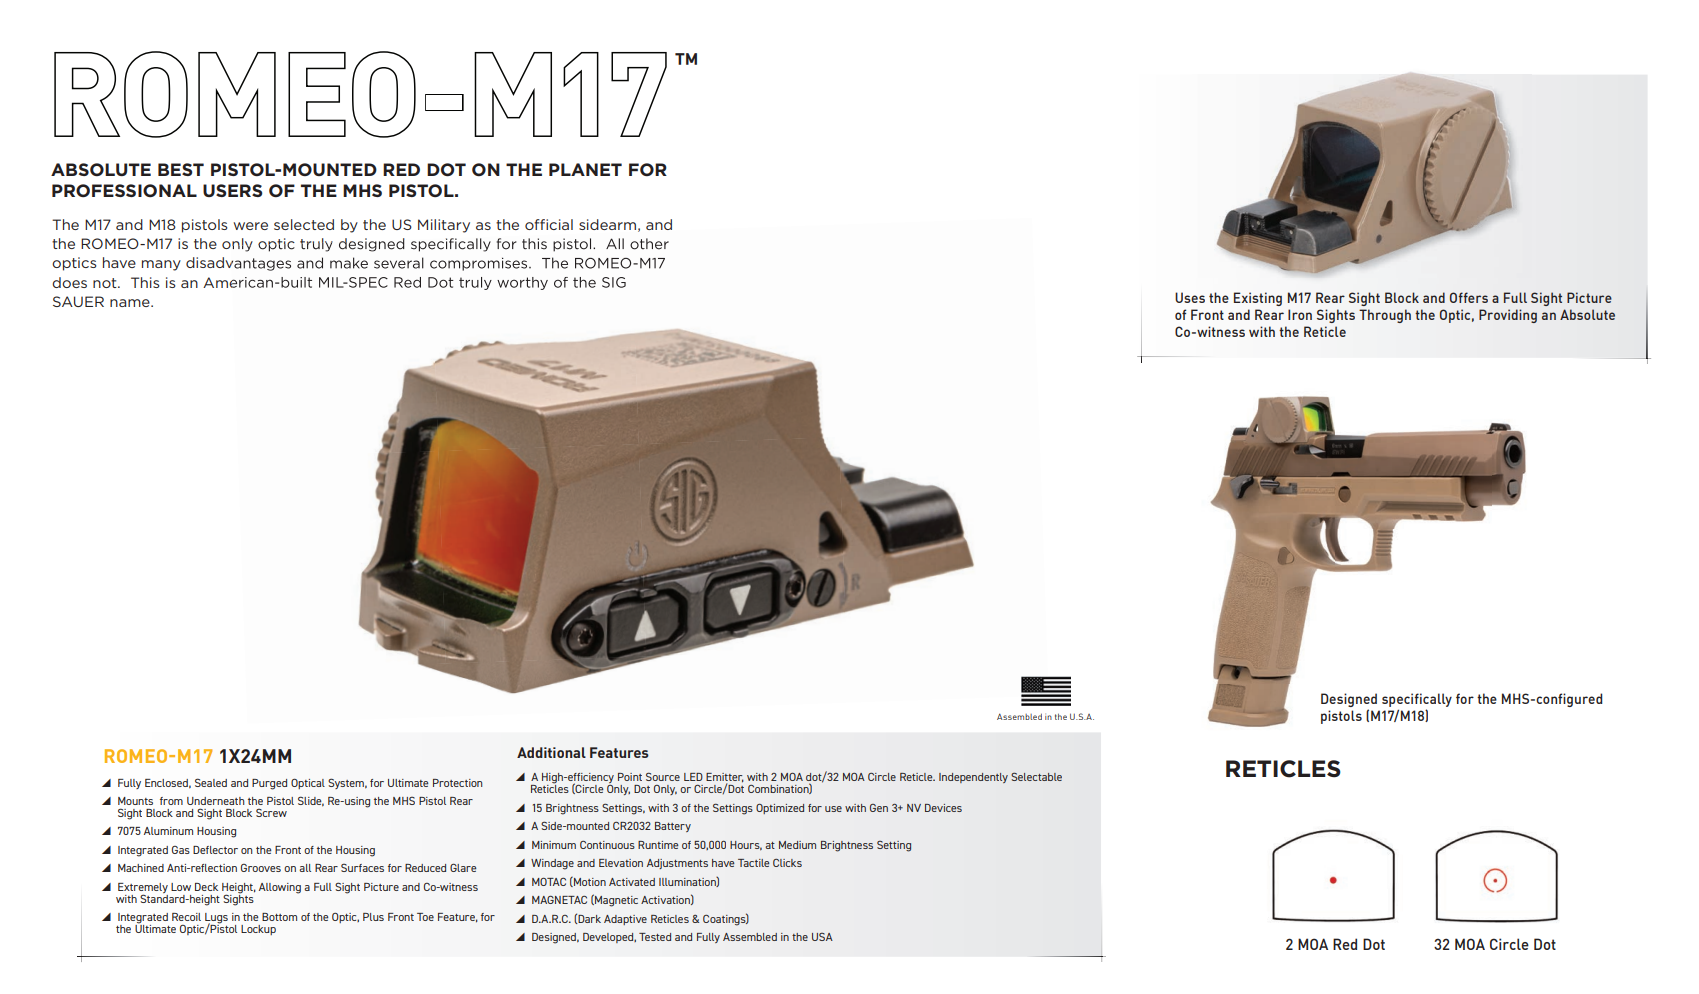 ROMEO-M17™
ABSOLUTE BEST PISTOL-MOUNTED RED DOT ON THE PLANET FOR
PROFESSIONAL USERS OF THE MHS PISTOL.
The M17 and M18 pistols were selected by the US Military as the official sidearm, and
the ROMEO-M17 is the only optic truly designed specifically for this pistol.  All other
optics have many disadvantages and make several compromises.  The ROMEO-M17
does not.  This is an American-built MIL-SPEC Red Dot truly worthy of the SIG
SAUER name.
ROMEO
M17
SIG
R
Assembled in the U.S.A.
Uses the Existing M17 Rear Sight Block and Offers a Full Sight Picture
of Front and Rear Iron Sights Through the Optic, Providing an Absolute
Co-witness with the Reticle
Designed specifically for the MHS-configured
pistols (M17/M18)
ROMEO-M17 1X24MM
Fully Enclosed, Sealed and Purged Optical System, for Ultimate Protection
Mounts  from Underneath the Pistol Slide, Re-using the MHS Pistol Rear
Sight Block and Sight Block Screw
7075 Aluminum Housing
Integrated Gas Deflector on the Front of the Housing
Machined Anti-reflection Grooves on all Rear Surfaces for Reduced Glare
Extremely Low Deck Height, Allowing a Full Sight Picture and Co-witness
with Standard-height Sights
Integrated Recoil Lugs in the Bottom of the Optic, Plus Front Toe Feature, for
the Ultimate Optic/Pistol Lockup
Additional Features
A High-efficiency Point Source LED Emitter, with 2 MOA dot/32 MOA Circle Reticle. Independently Selectable
Reticles (Circle Only, Dot Only, or Circle/Dot Combination)
15 Brightness Settings, with 3 of the Settings Optimized for use with Gen 3+ NV Devices
A Side-mounted CR2032 Battery
Minimum Continuous Runtime of 50,000 Hours, at Medium Brightness Setting
Windage and Elevation Adjustments have Tactile Clicks
MOTAC (Motion Activated Illumination)
MAGNETAC (Magnetic Activation)
D.A.R.C. (Dark Adaptive Reticles & Coatings)
Designed, Developed, Tested and Fully Assembled in the USA
RETICLES
2 MOA Red Dot
32 MOA Circle Dot